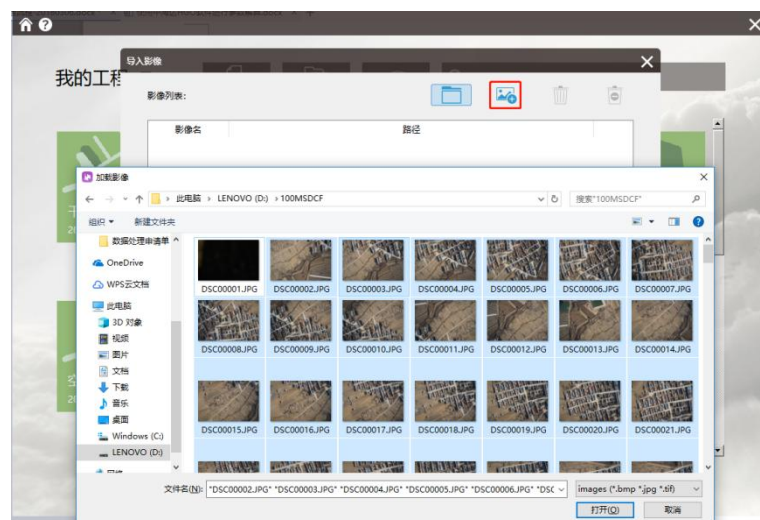 导入影像
我的工程
影像列表:
影像名 路径
加载影像
此电脑 › LENOVO (D:) › 100MSDCF
搜索"100MSDCF"
组织 新建文件夹
数据处理申请单
OneDrive
WPS云文档
此电脑
3D 对象
视频
图片
文档
下载
音乐
桌面
Windows (C:)
LENOVO (D:)
DSC00001.JPG DSC00002.JPG DSC00003.JPG DSC00004.JPG DSC00005.JPG DSC00006.JPG DSC00007.JPG
DSC00008.JPG DSC00009.JPG DSC00010.JPG DSC00011.JPG DSC00012.JPG DSC00013.JPG DSC00014.JPG
DSC00015.JPG DSC00016.JPG DSC00017.JPG DSC00018.JPG DSC00019.JPG DSC00020.JPG DSC00021.JPG
文件名(N): "DSC00002.JPG" "DSC00003.JPG" "DSC00004.JPG" "DSC00005.JPG" "DSC00006.JPG" "DSC
images (*.bmp *.jpg *.tif)
打开(O) 取消